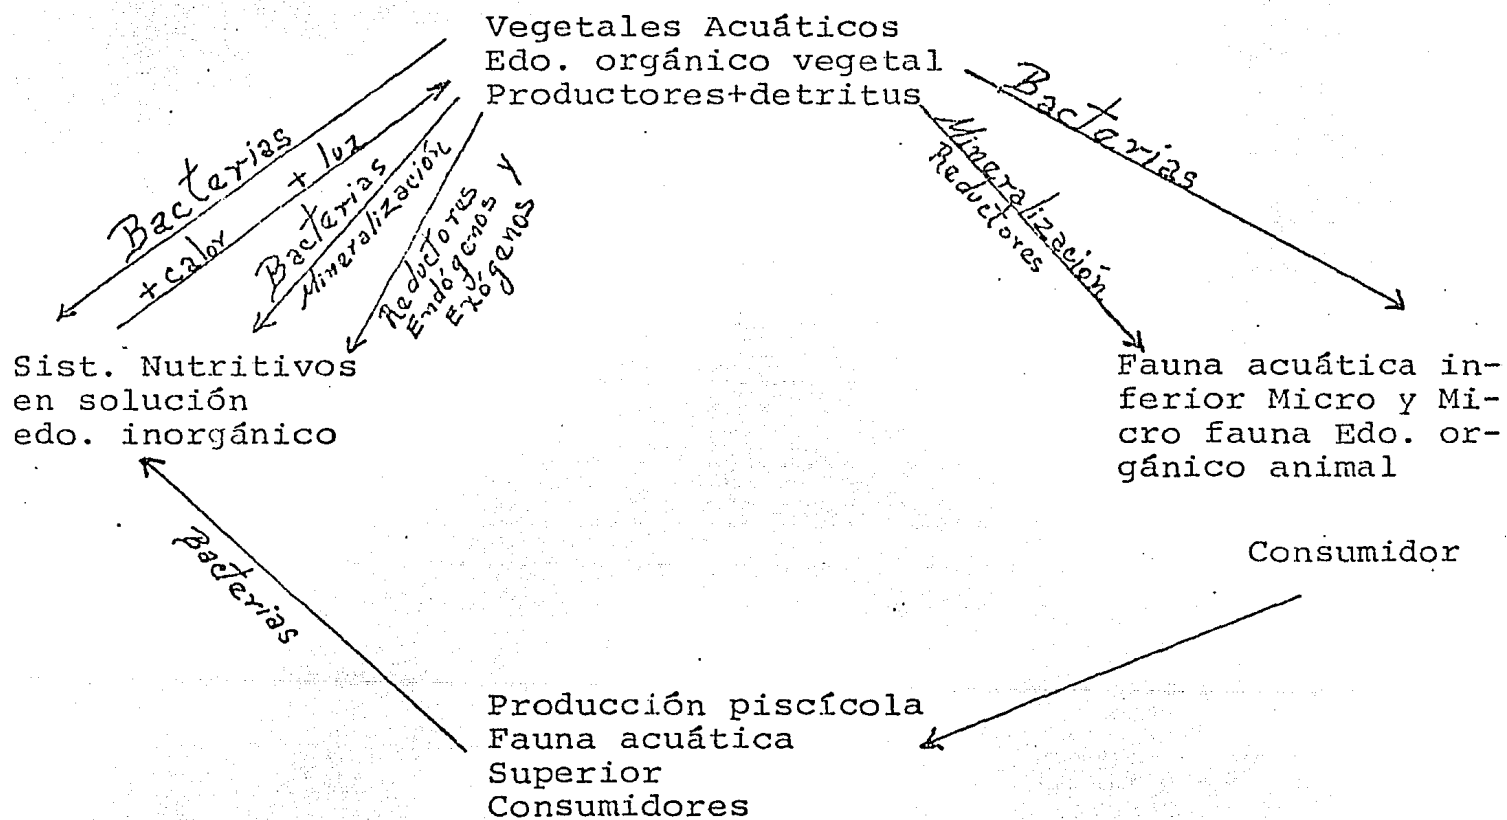 Vegetales Acuáticos
Edo. orgánico vegetal
Productores+detritus
Bacterias
+ calor + luz
Bacterias
Mineralización
Reductores
Endógenos y
Exógenos
Bacterias
Mineralización
Reductores
Sist. Nutritivos
en solución
edo. inorgánico
Fauna acuática in-
ferior Micro y Mi-
cro fauna Edo. or-
gánico animal
Consumidor
Bacterias
Producción piscícola
Fauna acuática
Superior
Consumidores